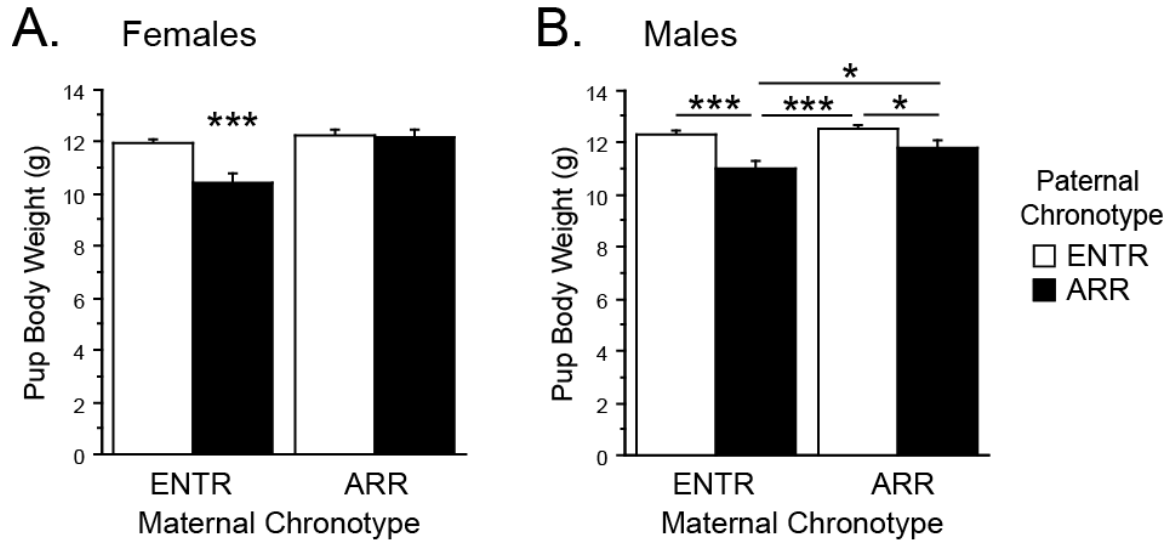 A. Females
14
12
10
8
6
4
2
0
Pup Body Weight (g)
***
ENTR ARR
Maternal Chronotype
B. Males
14
12
10
8
6
4
2
0
Pup Body Weight (g)
*
*** *** *
ENTR ARR
Maternal Chronotype
Paternal
Chronotype
ENTR
ARR